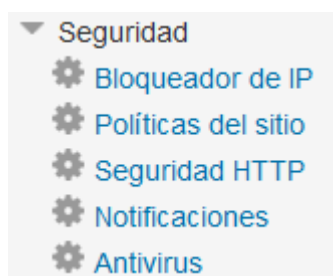 Seguridad
Bloqueador de IP
Políticas del sitio
Seguridad HTTP
Notificaciones
Antivirus